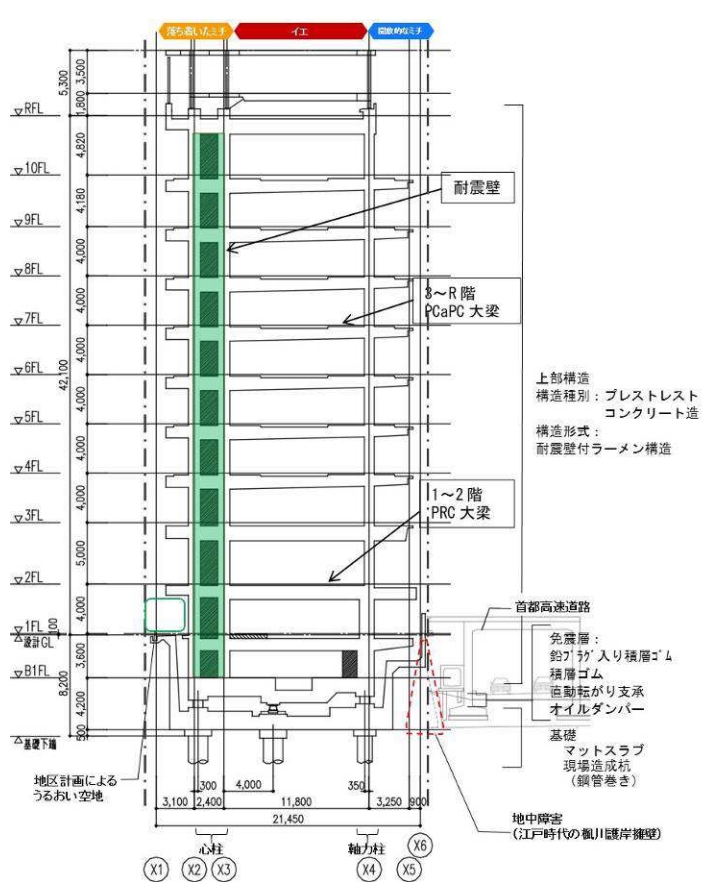 落ち着いたミチ
イエ
開放的なミチ
5,300
3,500
1,800
▽RFL
4,820
▽10FL
4,180
▽9FL
4,000
▽8FL
4,000
▽7FL
4,000
▽6FL
42,100
4,000
▽5FL
4,000
▽4FL
4,000
▽3FL
5,000
▽2FL
4,000
▽1FL
100
▽設計GL
3,600
▽B1FL
8,200
4,200
500
▽基礎下端
耐震壁
3～R 階
PCaPC 大梁
1～2 階
PRC 大梁
上部構造
構造種別：プレストレスト
コンクリート造
構造形式：
耐震壁付ラーメン構造
首都高速道路
免震層：
鉛プラグ入り積層ゴム
積層ゴム
直動転がり支承
オイルダンパー
基礎
マットスラブ
現場造成杭
（鋼管巻き）
地中障害
（江戸時代の楓川護岸擁壁）
地区計画による
うるおい空地
300
4,000
350
3,100
2,400
11,800
3,250
900
21,450
心柱
軸力柱
X1
X2
X3
X4
X5
X6